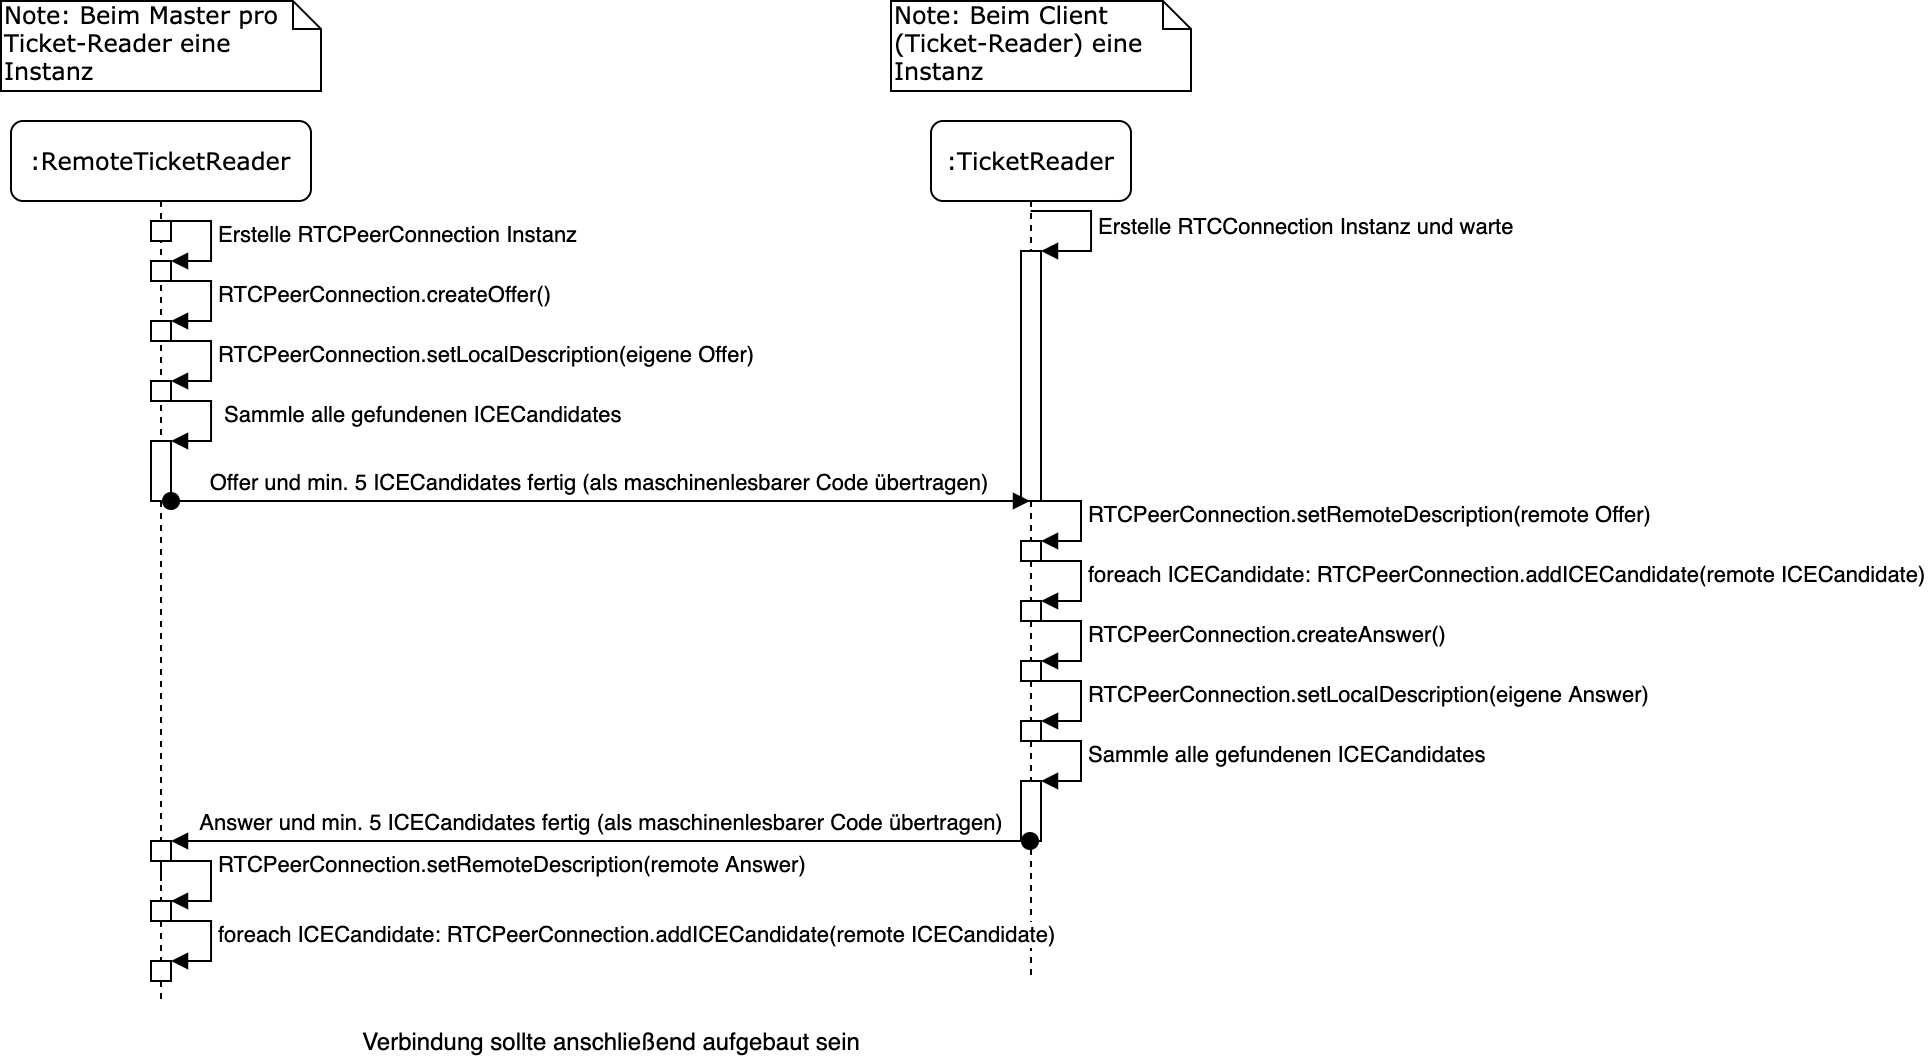 Note: Beim Master pro
Ticket-Reader eine
Instanz
Note: Beim Client
(Ticket-Reader) eine
Instanz
:RemoteTicketReader
:TicketReader
Erstelle RTCPeerConnection Instanz
Erstelle RTCConnection Instanz und warte
RTCPeerConnection.createOffer()
RTCPeerConnection.setLocalDescription(eigene Offer)
Sammle alle gefundenen ICECandidates
Offer und min. 5 ICECandidates fertig (als maschinenlesbarer Code übertragen)
RTCPeerConnection.setRemoteDescription(remote Offer)
foreach ICECandidate: RTCPeerConnection.addICECandidate(remote ICECandidate)
RTCPeerConnection.createAnswer()
RTCPeerConnection.setLocalDescription(eigene Answer)
Sammle alle gefundenen ICECandidates
Answer und min. 5 ICECandidates fertig (als maschinenlesbarer Code übertragen)
RTCPeerConnection.setRemoteDescription(remote Answer)
foreach ICECandidate: RTCPeerConnection.addICECandidate(remote ICECandidate)
Verbindung sollte anschließend aufgebaut sein